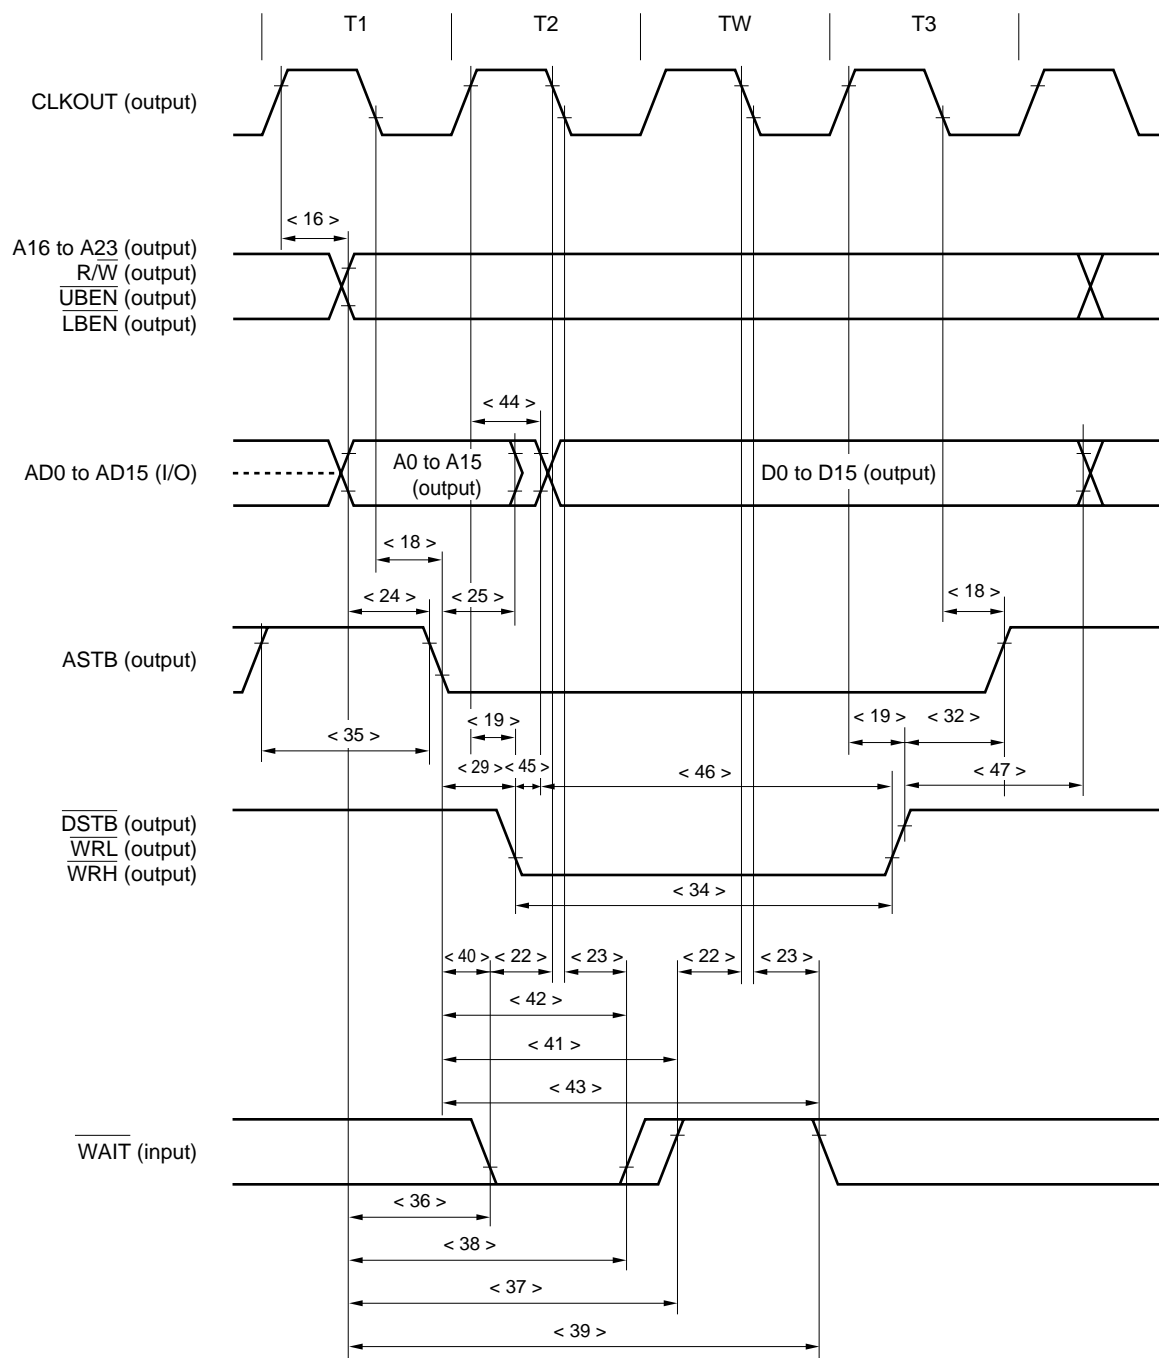 T1 T2 TW T3
CLKOUT (output)
< 16 >
A16 to A23 (output)
R/W (output)
UBEN (output)
LBEN (output)
< 44 >
AD0 to AD15 (I/O)
A0 to A15
(output)
D0 to D15 (output)
< 18 >
< 24 > < 25 > < 18 >
ASTB (output)
< 19 > < 19 > < 32 >
< 35 >
< 29 > < 45 > < 46 > < 47 >
DSTB (output)
WRL (output)
WRH (output)
< 34 >
< 40 > < 22 > < 23 > < 22 > < 23 >
< 42 >
< 41 >
< 43 >
WAIT (input)
< 36 >
< 38 >
< 37 >
< 39 >